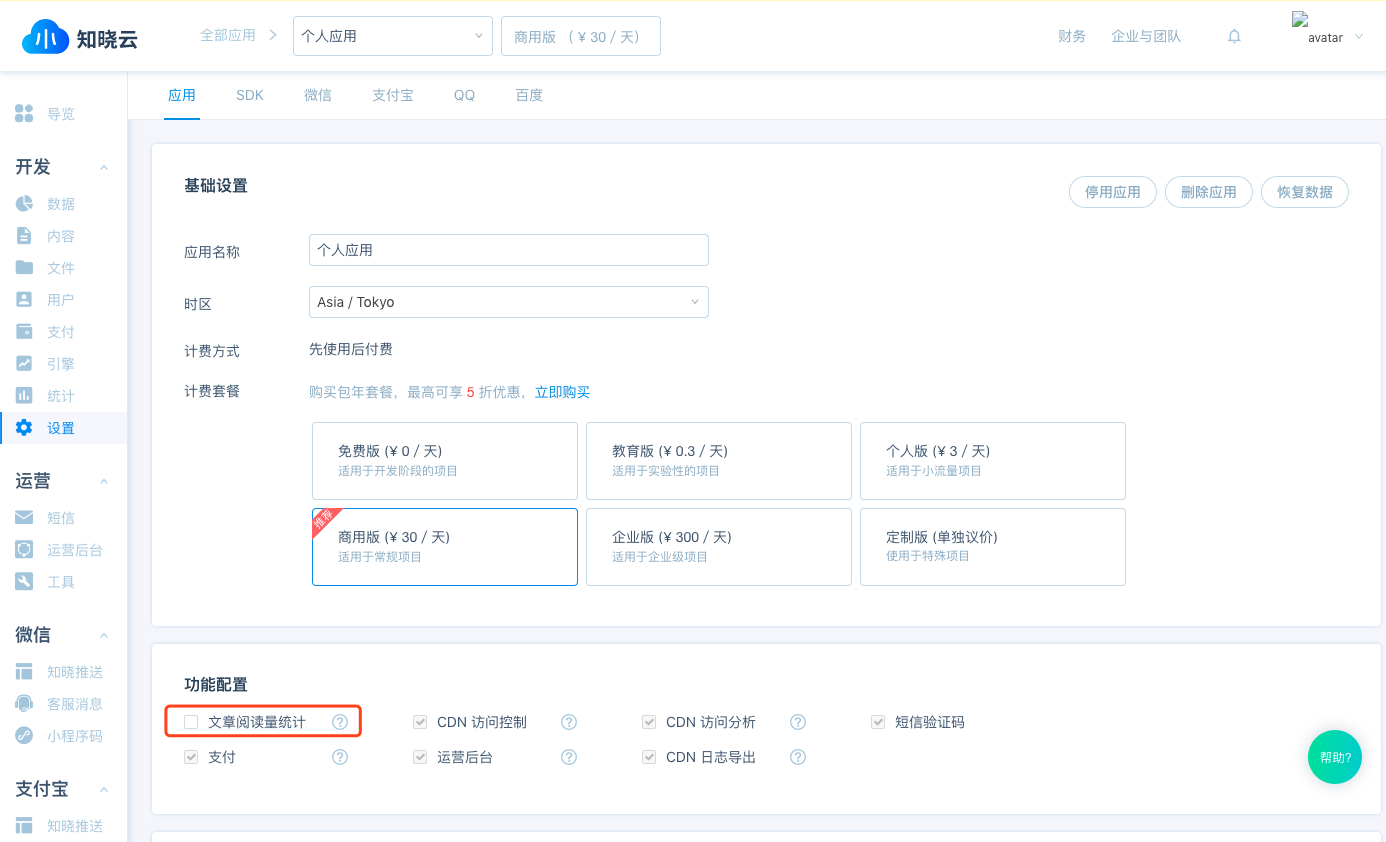 知晓云
全部应用
个人应用
商用版 （ ¥ 30 / 天）
财务
企业与团队
avatar
应用
SDK
微信
支付宝
QQ
百度
导览
开发
数据
内容
文件
用户
支付
引擎
统计
设置
运营
短信
运营后台
工具
微信
知晓推送
客服消息
小程序码
支付宝
知晓推送
基础设置
停用应用
删除应用
恢复数据
应用名称
个人应用
时区
Asia / Tokyo
计费方式
先使用后付费
计费套餐
购买包年套餐，最高可享 5 折优惠，立即购买
免费版 (¥ 0 / 天)
适用于开发阶段的项目
教育版 (¥ 0.3 / 天)
适用于实验性的项目
个人版 (¥ 3 / 天)
适用于小流量项目
推荐
商用版 (¥ 30 / 天)
适用于常规项目
企业版 (¥ 300 / 天)
适用于企业级项目
定制版 (单独议价)
使用于特殊项目
功能配置
文章阅读量统计 ?
CDN 访问控制 ?
CDN 访问分析 ?
短信验证码
支付 ?
运营后台 ?
CDN 日志导出 ?
帮助?